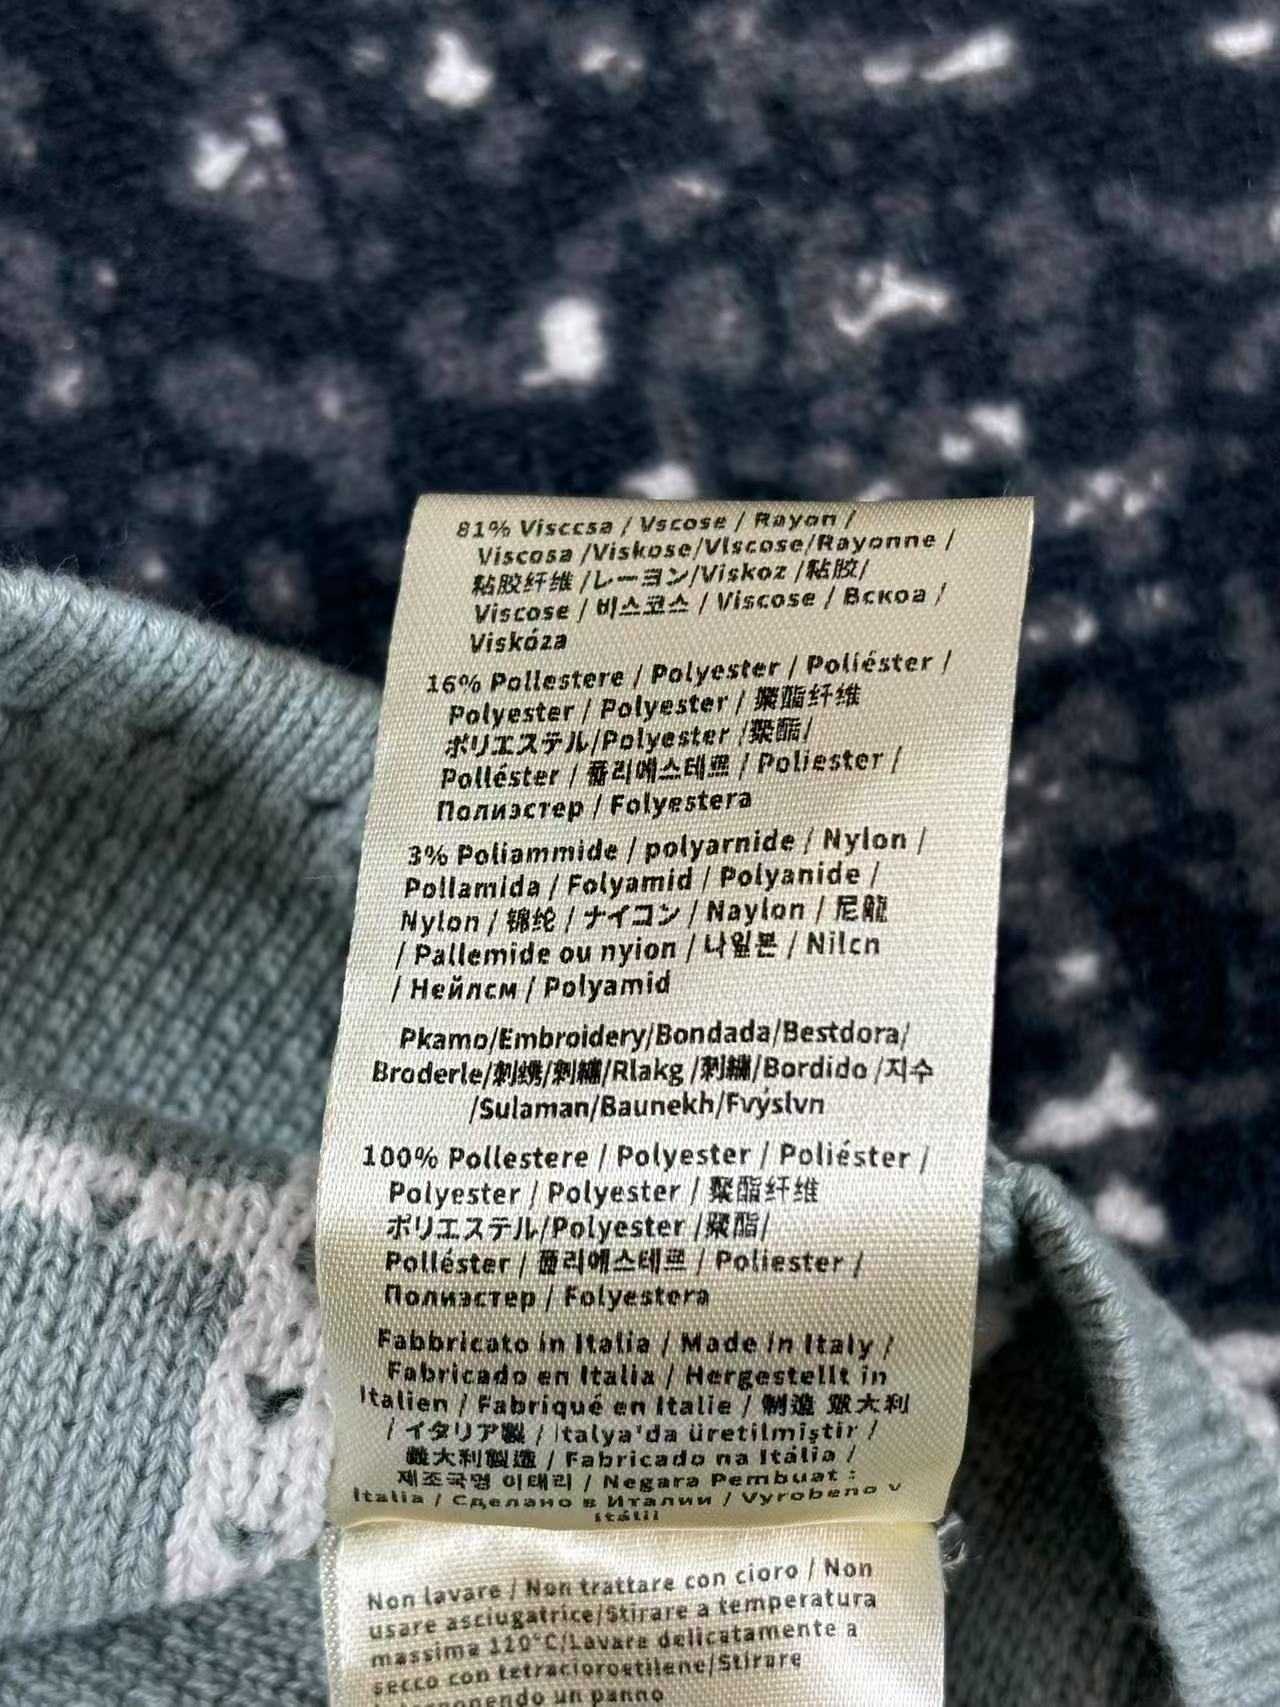 81% Visccsa / Vscose / Rayon /
Viscosa /Viskose/Vlscose/Rayonne /
粘胶纤维 /レーヨン/Viskoz /粘胶/
Viscose / 비스코스 / Viscose / Вскоа /
Viskóza
16% Pollestere / Polyester / Poliéster /
Polyester / Polyester / 聚酯纤维
ポリエステル/Polyester /聚酯/
Polléster / 폴리에스테르 / Poliester /
Полиэстер / Folyestera
3% Poliammide / polyarnide / Nylon /
Pollamida / Folyamid / Polyanide /
Nylon / 锦纶 / ナイコン / Naylon / 尼龍
/ Pallemide ou nyion / 나일본 / Nilcn
/ Нейлсм / Polyamid
Pkamo/Embroidery/Bondada/Bestdora/
Broderle/刺绣/刺繡/Rlakg /刺繡/Bordido /지수
/Sulaman/Baunekh/Fvýslvn
100% Pollestere / Polyester / Poliéster /
Polyester / Polyester / 聚酯纤维
ポリエステル/Polyester /聚酯/
Polléster / 폴리에스테르 / Poliester /
Полиэстер / Folyestera
Fabbricato in Italia / Made in Italy /
Fabricado en Italia / Hergestellt in
Italien / Fabriqué en Italie / 制造 意大利
/ イタリア製 / Italya'da üretilmiştir /
義大利製造 / Fabricado na Itália /
제조국명 이태리 / Negara Pembuat :
Italia / Сделано в Италии / Vyrobeno v
Itálii
Non lavare / Non trattare con cioro / Non
usare asciugatrice/Stirare a temperatura
massima 110°C/Lavare delicatamente a
secco con tetracioroetilene/Stirare
un panno